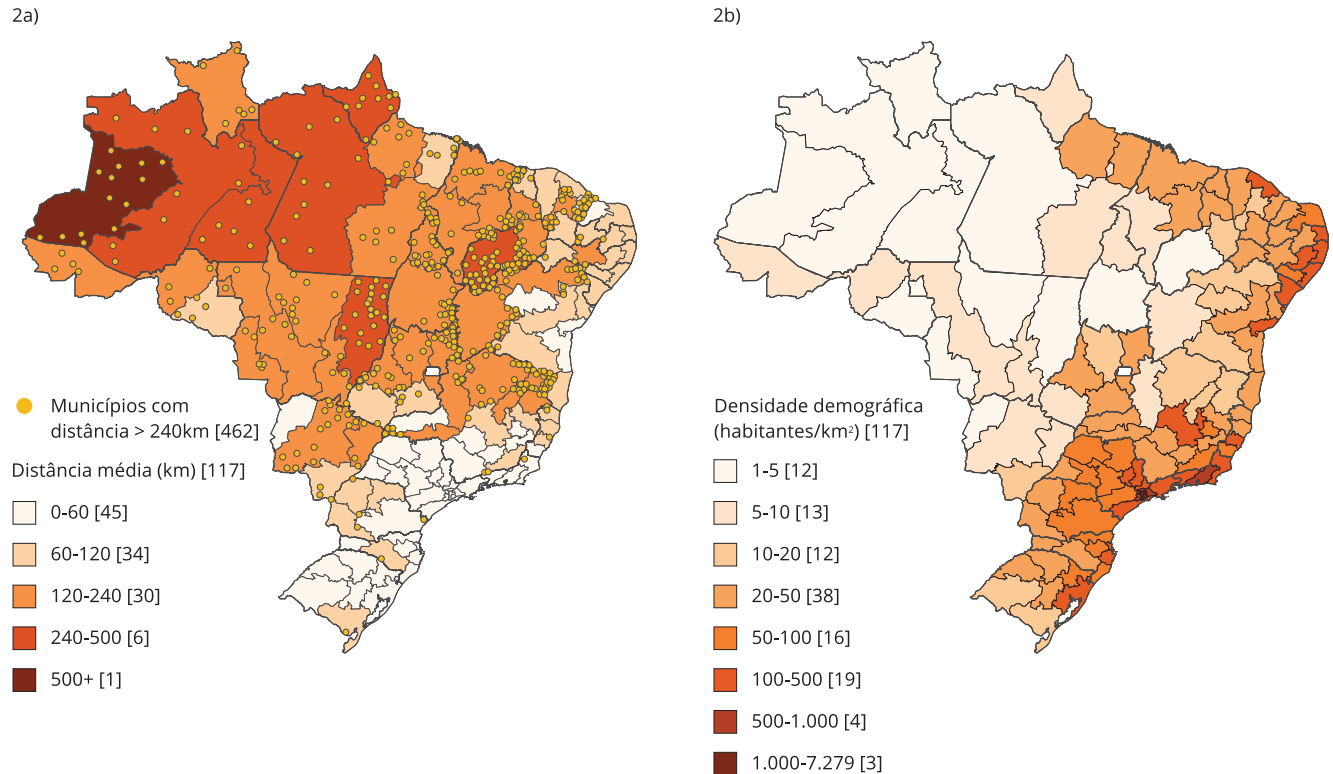 2a)
Municípios com
distância > 240km [462]
Distância média (km) [117]
0-60 [45]
60-120 [34]
120-240 [30]
240-500 [6]
500+ [1]
2b)
Densidade demográfica
(habitantes/km²) [117]
1-5 [12]
5-10 [13]
10-20 [12]
20-50 [38]
50-100 [16]
100-500 [19]
500-1.000 [4]
1.000-7.279 [3]